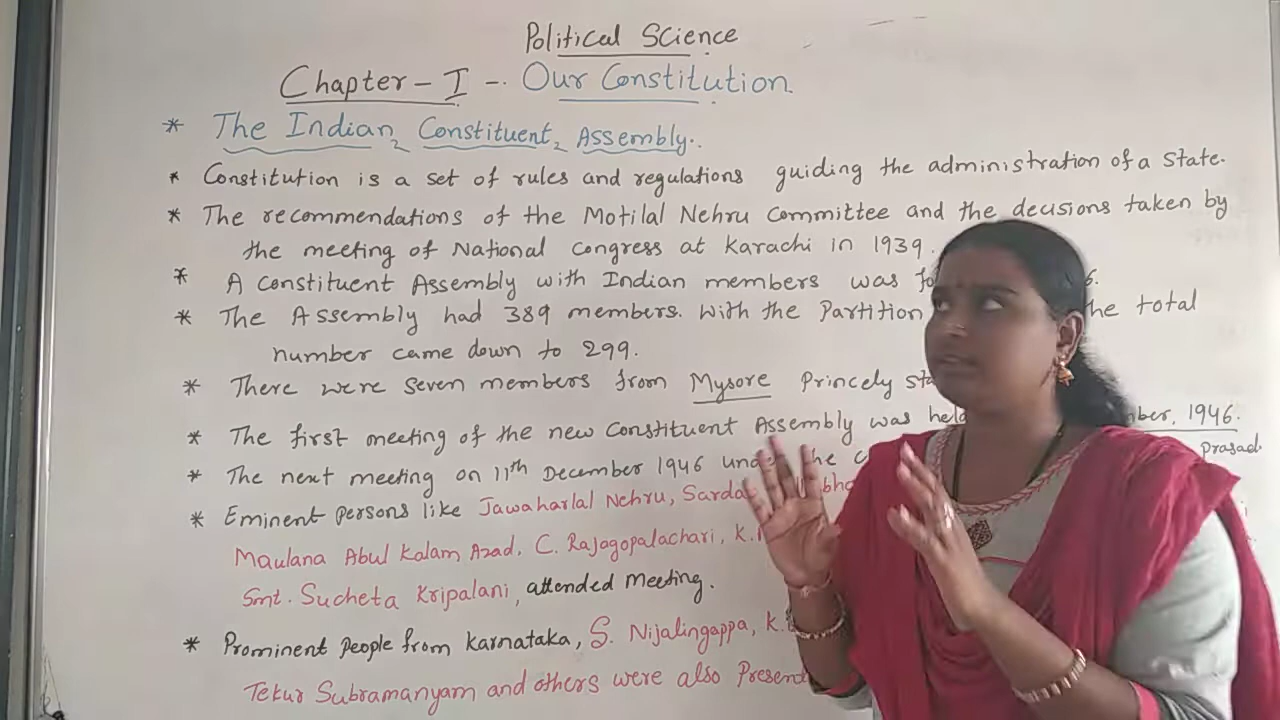 Political Science
Chapter - I - Our Constitution.
* The Indian Constituent Assembly.
* Constitution is a set of rules and regulations guiding the administration of a state.
* The recommendations of the Motilal Nehru Committee and the decisions taken by
the meeting of National Congress at Karachi in 1939.
* A constituent Assembly with Indian members was
* The Assembly had 389 members. With the Partition the total
number came down to 299.
* There were seven members from Mysore Princely
* The first meeting of the new Constituent Assembly was held 1946.
* The next meeting on 11th December 1946 Prasad
* Eminent persons like Jawaharlal Nehru,
Maulana Abul Kalam Azad, C. Rajagopalachari, K.
Smt. Sucheta Kripalani, attended meeting.
* Prominent People from Karnataka, S. Nijalingappa, K.
Tekur Subramanyam and others were also Present